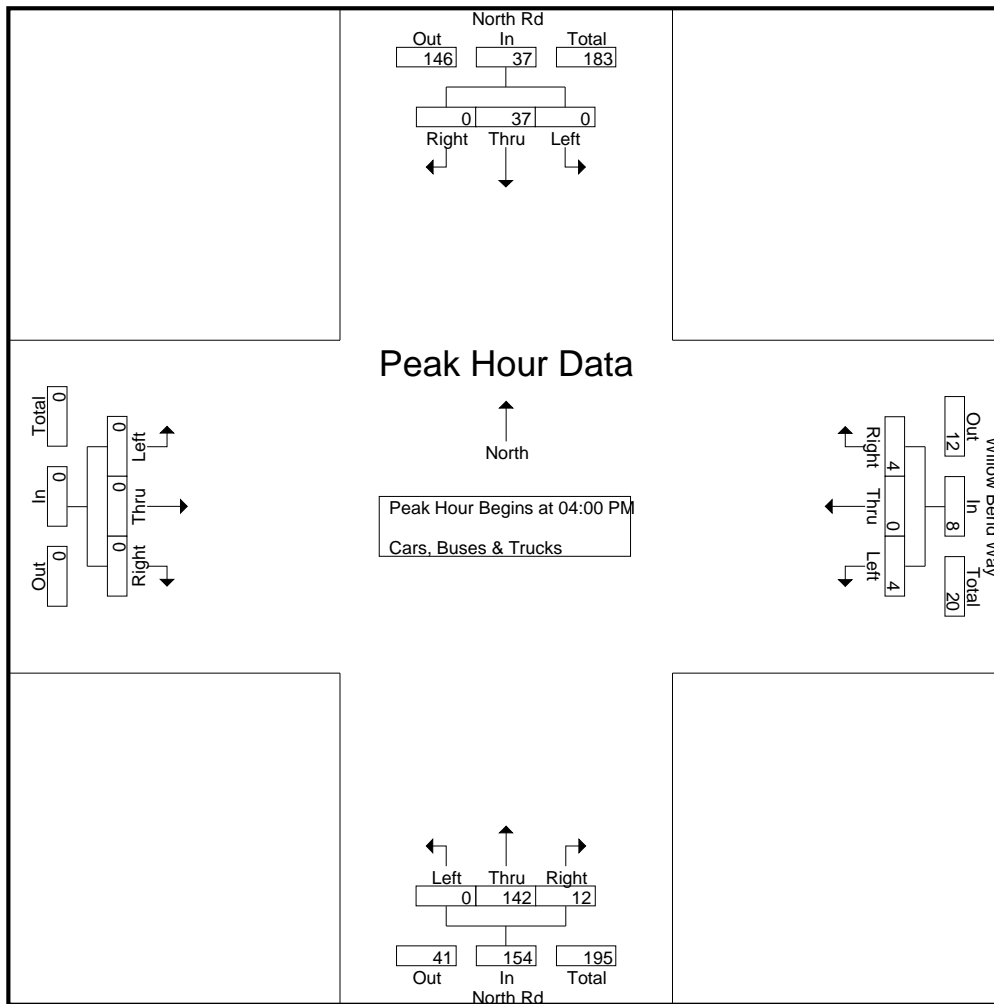 North Rd
Out In Total
146 37 183
0 37 0
Right Thru Left
Peak Hour Data
North
Peak Hour Begins at 04:00 PM
Cars, Buses & Trucks
Total In Out
0 0 0
0 0 0
Left Thru Right
Willow Bend Way
Out In Total
12 8 20
4 0 4
Right Thru Left
Left Thru Right
0 142 12
41 154 195
Out In Total
North Rd